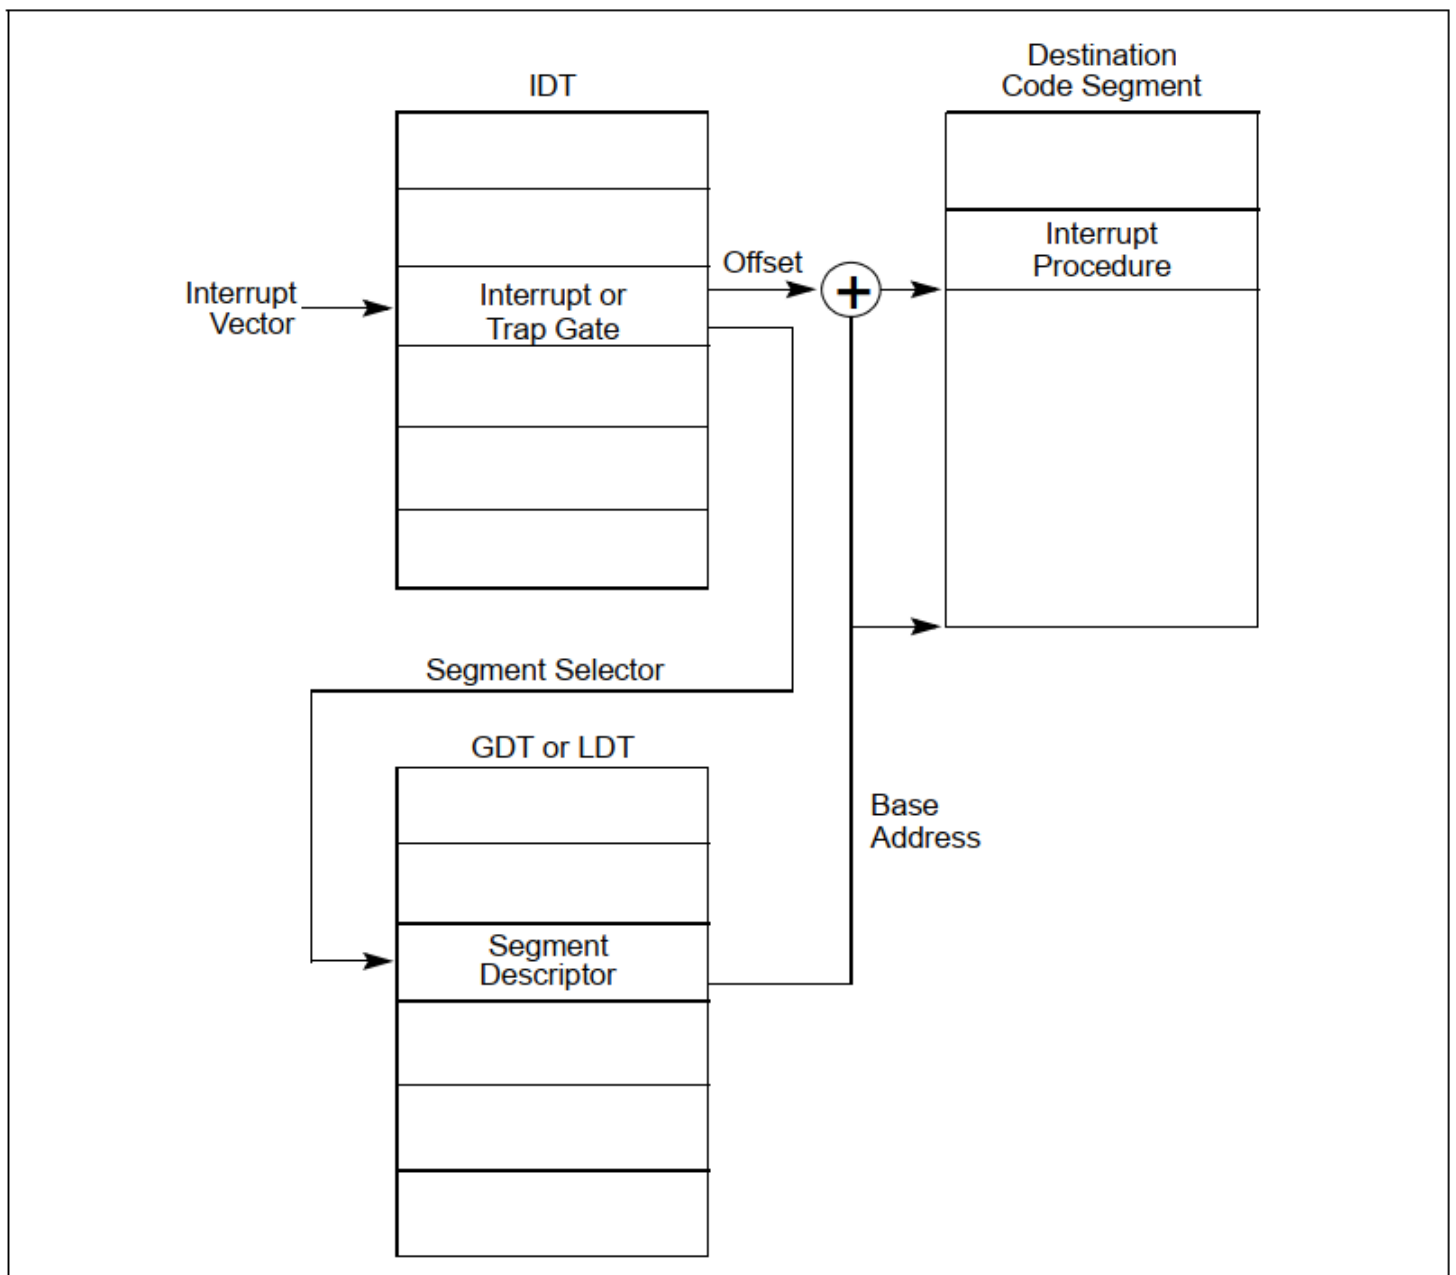 IDT
Destination
Code Segment
Interrupt
Vector
Interrupt or
Trap Gate
Offset
+
Interrupt
Procedure
Segment Selector
GDT or LDT
Segment
Descriptor
Base
Address